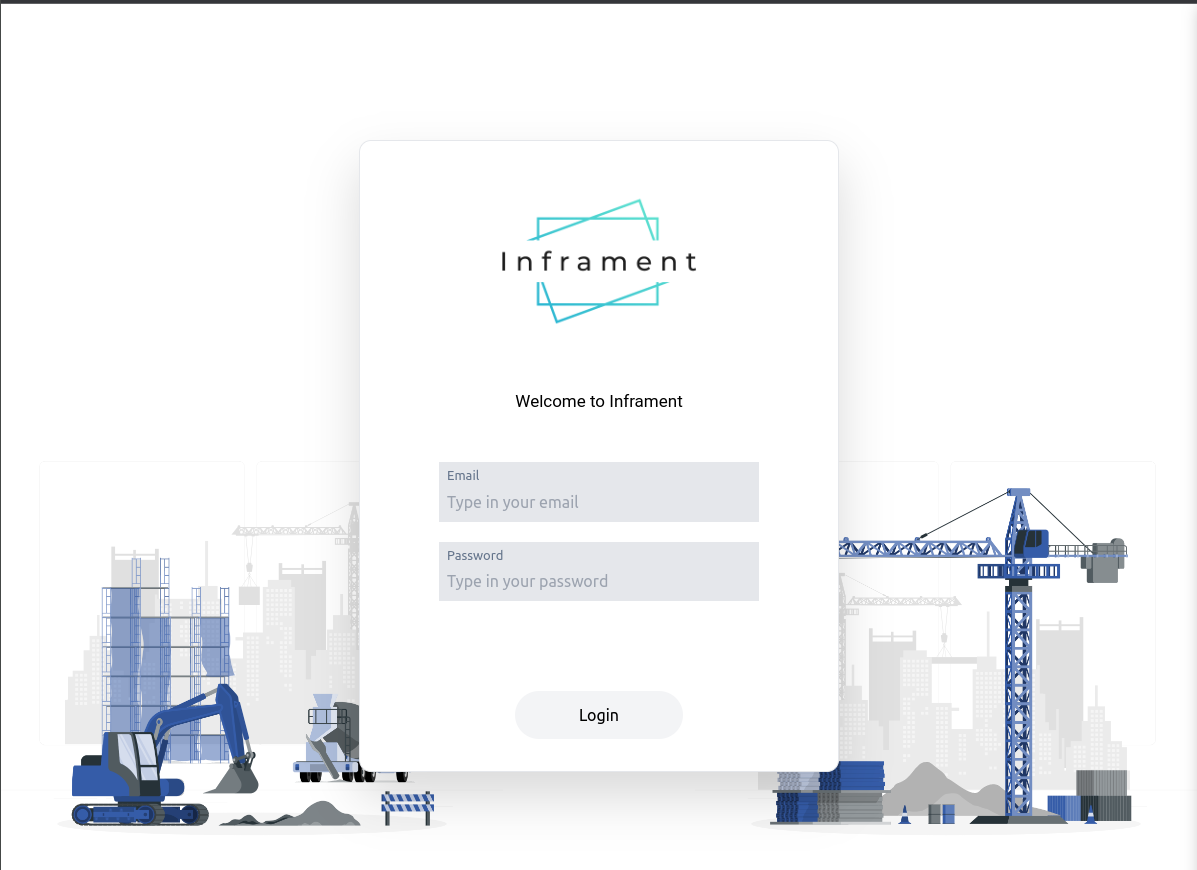 Inframent
Welcome to Inframent
Email
Type in your email
Password
Type in your password
Login